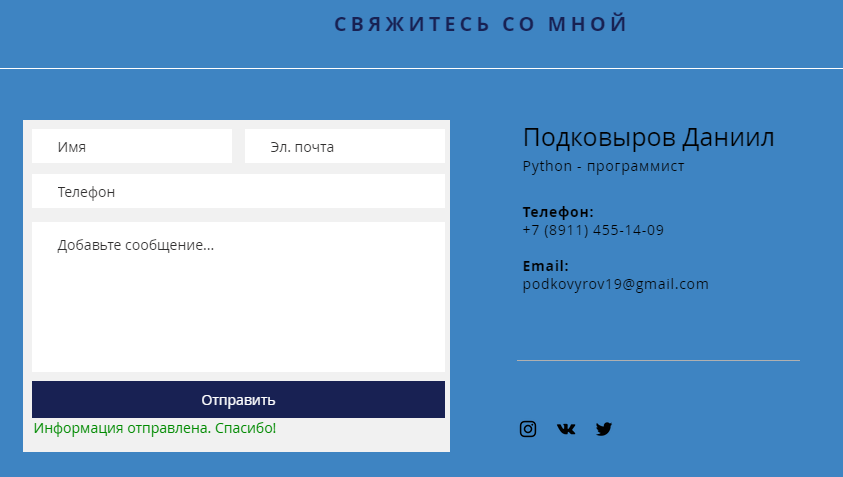 СВЯЖИТЕСЬ СО МНОЙ
Имя
Эл. почта
Телефон
Добавьте сообщение...
Отправить
Информация отправлена. Спасибо!
Подковыров Даниил
Python - программист
Телефон:
+7 (8911) 455-14-09
Email:
podkovyrov19@gmail.com